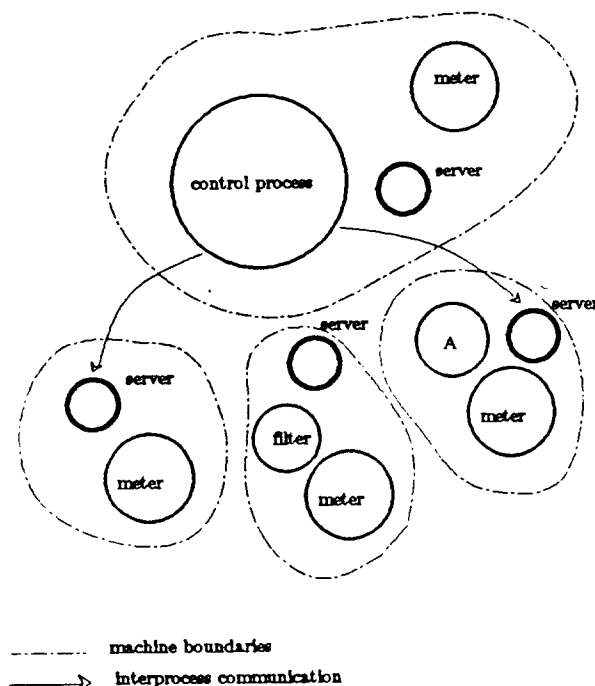 meter
server
control process
server
server
A
server
filter
meter
meter
meter
machine boundaries
interprocess communication